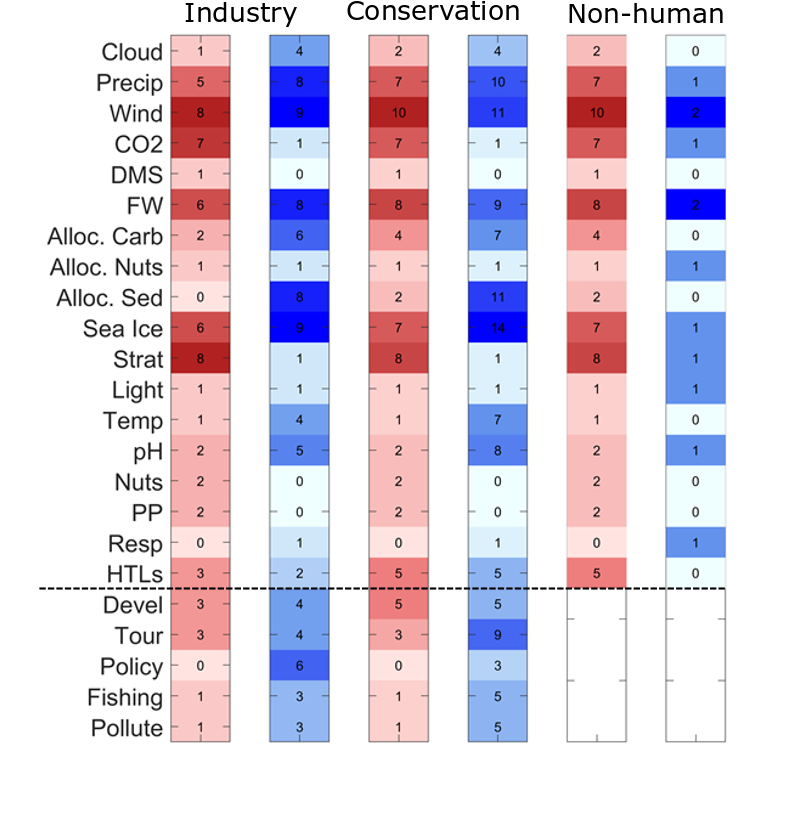 Industry Conservation Non-human
Cloud 1 4 2 4 2 0
Precip 5 8 7 10 7 1
Wind 8 9 10 11 10 2
CO2 7 1 7 1 7 1
DMS 1 0 1 0 1 0
FW 6 8 8 9 8 2
Alloc. Carb 2 6 4 7 4 0
Alloc. Nuts 1 1 1 1 1 1
Alloc. Sed 0 8 2 11 2 0
Sea Ice 6 9 7 14 7 1
Strat 8 1 8 1 8 1
Light 1 1 1 1 1 1
Temp 1 4 1 7 1 0
pH 2 5 2 8 2 1
Nuts 2 0 2 0 2 0
PP 2 0 2 0 2 0
Resp 0 1 0 1 0 1
HTLs 3 2 5 5 5 0
Devel 3 4 5 5
Tour 3 4 3 9
Policy 0 6 0 3
Fishing 1 3 1 5
Pollute 1 3 1 5